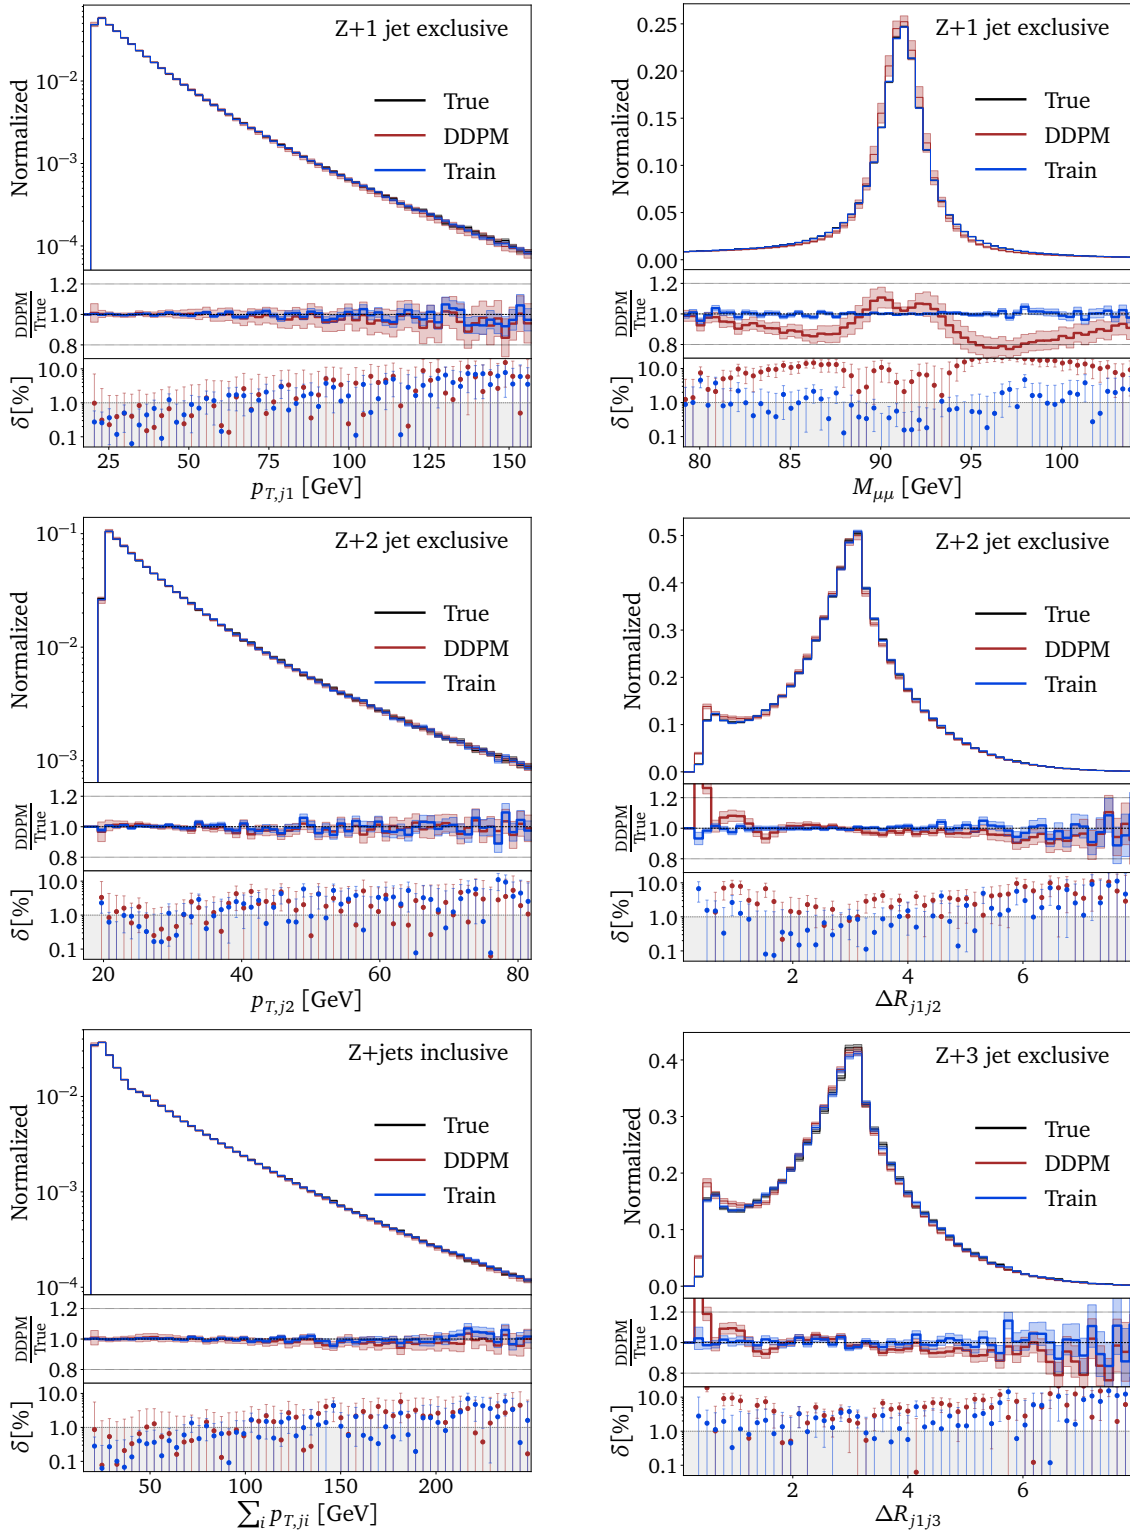 Z+1 jet exclusive
Normalized
10^{-2}
10^{-3}
10^{-4}
True
DDPM
Train
DDPM/True
1.2
1.0
0.8
δ[%]
10.0
1.0
0.1
25 50 75 100 125 150
p_{T,j1} [GeV]
Z+1 jet exclusive
Normalized
0.25
0.20
0.15
0.10
0.05
0.00
True
DDPM
Train
DDPM/True
1.2
1.0
0.8
δ[%]
10.0
1.0
0.1
80 85 90 95 100
M_{μμ} [GeV]
Z+2 jet exclusive
Normalized
10^{-1}
10^{-2}
10^{-3}
True
DDPM
Train
DDPM/True
1.2
1.0
0.8
δ[%]
10.0
1.0
0.1
20 40 60 80
p_{T,j2} [GeV]
Z+2 jet exclusive
Normalized
0.5
0.4
0.3
0.2
0.1
0.0
True
DDPM
Train
DDPM/True
1.2
1.0
0.8
δ[%]
10.0
1.0
0.1
2 4 6
ΔR_{j1j2}
Z+jets inclusive
Normalized
10^{-2}
10^{-3}
10^{-4}
True
DDPM
Train
DDPM/True
1.2
1.0
0.8
δ[%]
10.0
1.0
0.1
50 100 150 200
∑_i p_{T,ji} [GeV]
Z+3 jet exclusive
Normalized
0.4
0.3
0.2
0.1
0.0
True
DDPM
Train
DDPM/True
1.2
1.0
0.8
δ[%]
10.0
1.0
0.1
2 4 6
ΔR_{j1j3}